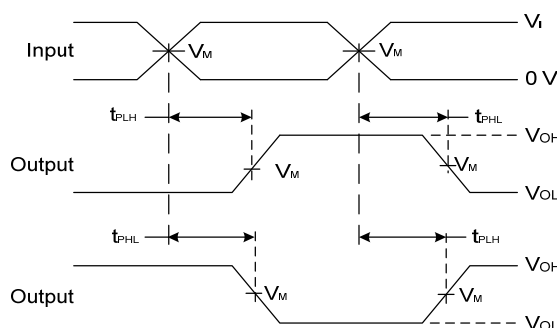 Input
VM
VM
VI
0 V
tPLH
tPHL
Output
VM
VM
VOH
VOL
tPHL
tPLH
Output
VM
VM
VOH
VOL